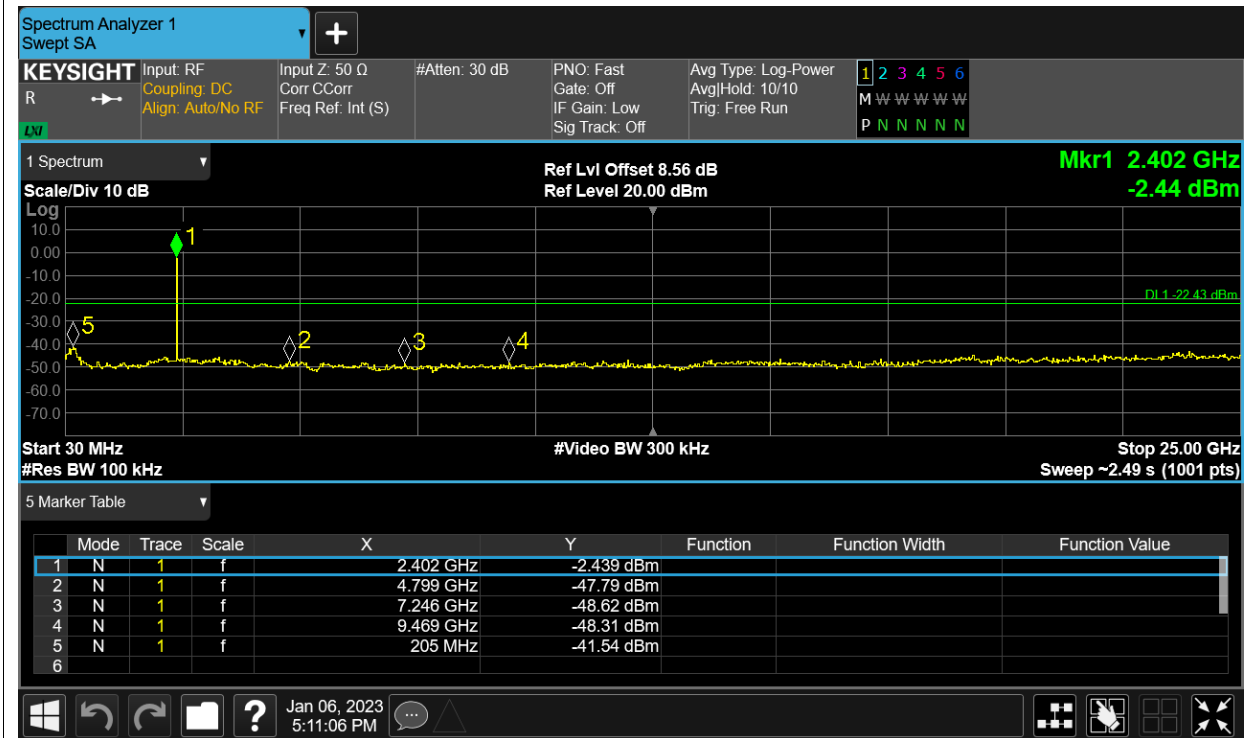 Spectrum Analyzer 1
Swept SA
KEYSIGHT
R
LXI
Input: RF
Coupling: DC
Align: Auto/No RF
Input Z: 50 Ω
Corr CCorr
Freq Ref: Int (S)
#Atten: 30 dB
PNO: Fast
Gate: Off
IF Gain: Low
Sig Track: Off
Avg Type: Log-Power
Avg|Hold: 10/10
Trig: Free Run
1 2 3 4 5 6
M W W W W W
P N N N N N
1 Spectrum
Scale/Div 10 dB
Ref Lvl Offset 8.56 dB
Ref Level 20.00 dBm
Mkr1 2.402 GHz
-2.44 dBm
Log
10.0
0.00
-10.0
-20.0
-30.0
-40.0
-50.0
-60.0
-70.0
1
DL1 -22.43 dBm
5
2
3
4
Start 30 MHz
#Video BW 300 kHz
Stop 25.00 GHz
#Res BW 100 kHz
Sweep ~2.49 s (1001 pts)
5 Marker Table
Mode Trace Scale X Y Function Function Width Function Value
1 N 1 f 2.402 GHz -2.439 dBm
2 N 1 f 4.799 GHz -47.79 dBm
3 N 1 f 7.246 GHz -48.62 dBm
4 N 1 f 9.469 GHz -48.31 dBm
5 N 1 f 205 MHz -41.54 dBm
6
?
Jan 06, 2023
5:11:06 PM